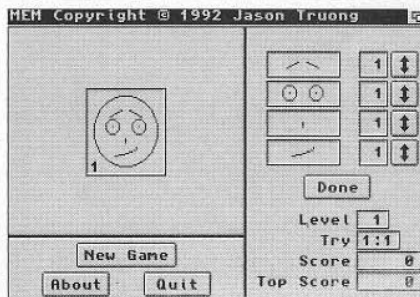 MEM Copyright © 1992 Jason Truong
1
1
1
1
1
Done
Level 1
Try 1:1
Score 0
Top Score 0
New Game
About Quit